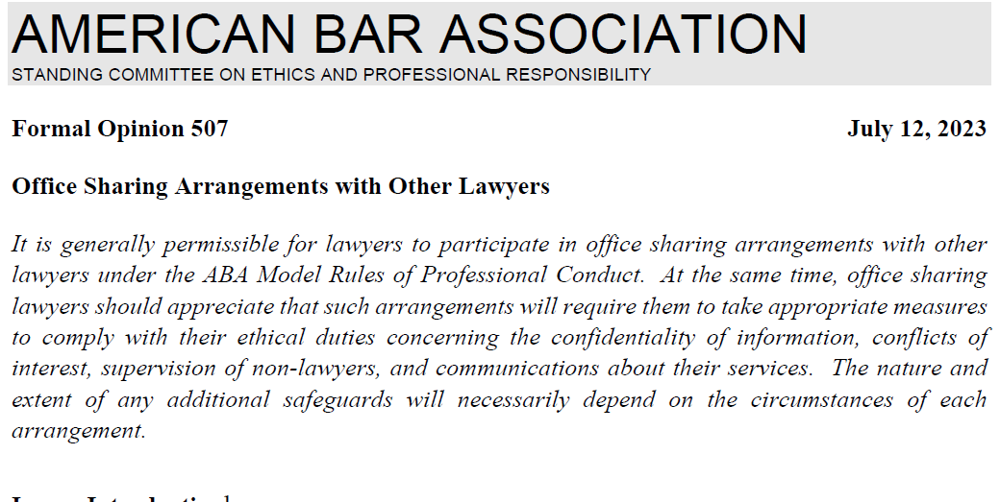 AMERICAN BAR ASSOCIATION
STANDING COMMITTEE ON ETHICS AND PROFESSIONAL RESPONSIBILITY
Formal Opinion 507 July 12, 2023
Office Sharing Arrangements with Other Lawyers
It is generally permissible for lawyers to participate in office sharing arrangements with other
lawyers under the ABA Model Rules of Professional Conduct. At the same time, office sharing
lawyers should appreciate that such arrangements will require them to take appropriate measures
to comply with their ethical duties concerning the confidentiality of information, conflicts of
interest, supervision of non-lawyers, and communications about their services. The nature and
extent of any additional safeguards will necessarily depend on the circumstances of each
arrangement.